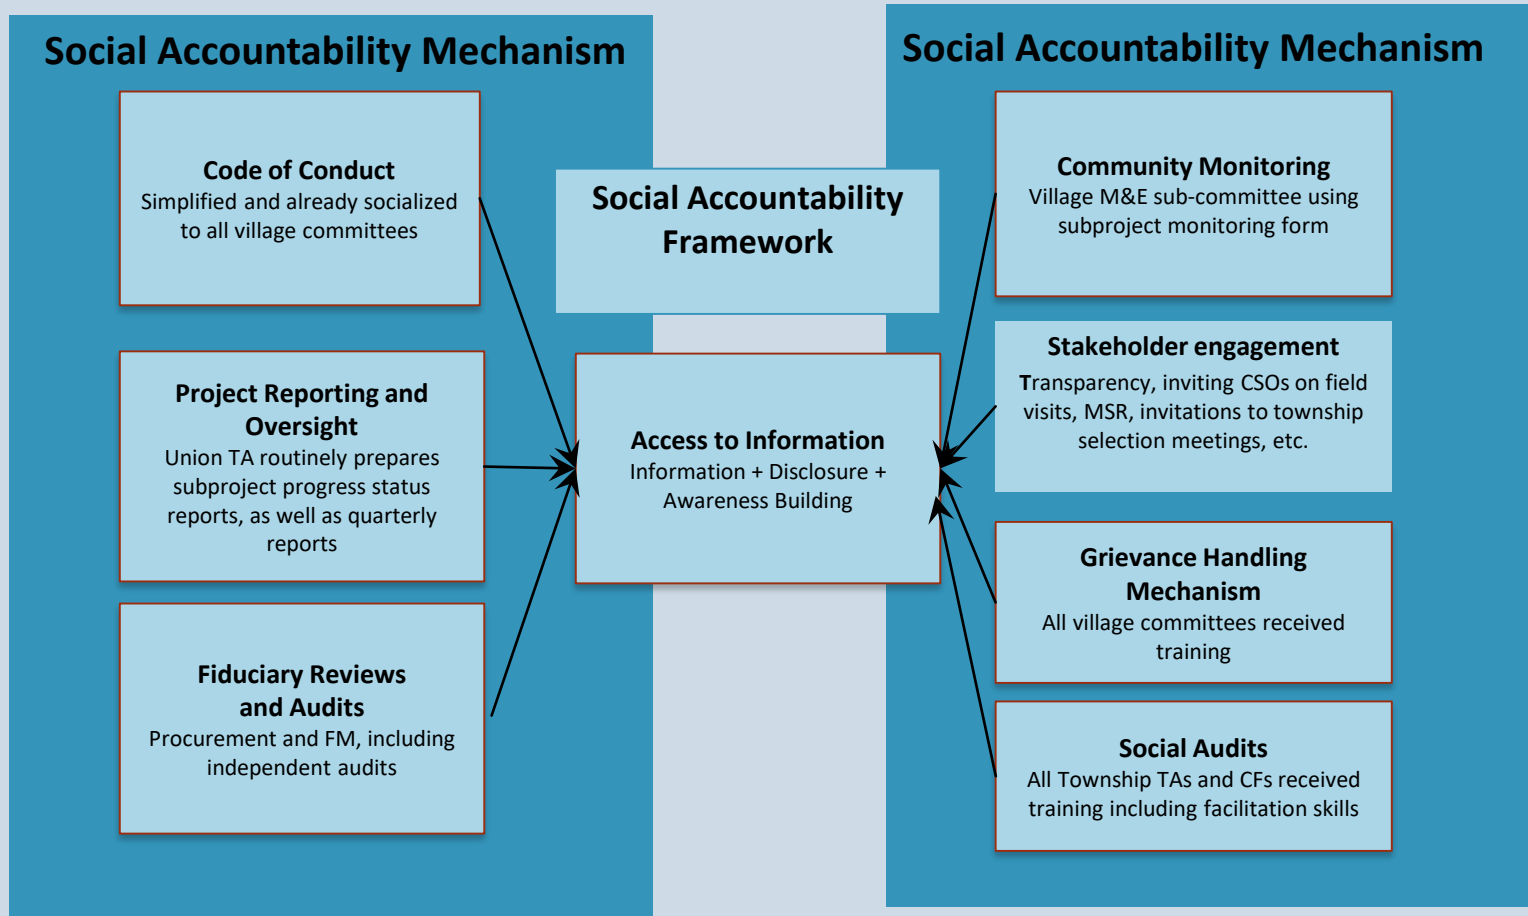 Social Accountability Mechanism
Code of Conduct
Simplified and already socialized
to all village committees
Project Reporting and
Oversight
Union TA routinely prepares
subproject progress status
reports, as well as quarterly
reports
Fiduciary Reviews
and Audits
Procurement and FM, including
independent audits
Social Accountability
Framework
Access to Information
Information + Disclosure +
Awareness Building
Social Accountability Mechanism
Community Monitoring
Village M&E sub-committee using
subproject monitoring form
Stakeholder engagement
Transparency, inviting CSOs on field
visits, MSR, invitations to township
selection meetings, etc.
Grievance Handling
Mechanism
All village committees received
training
Social Audits
All Township TAs and CFs received
training including facilitation skills